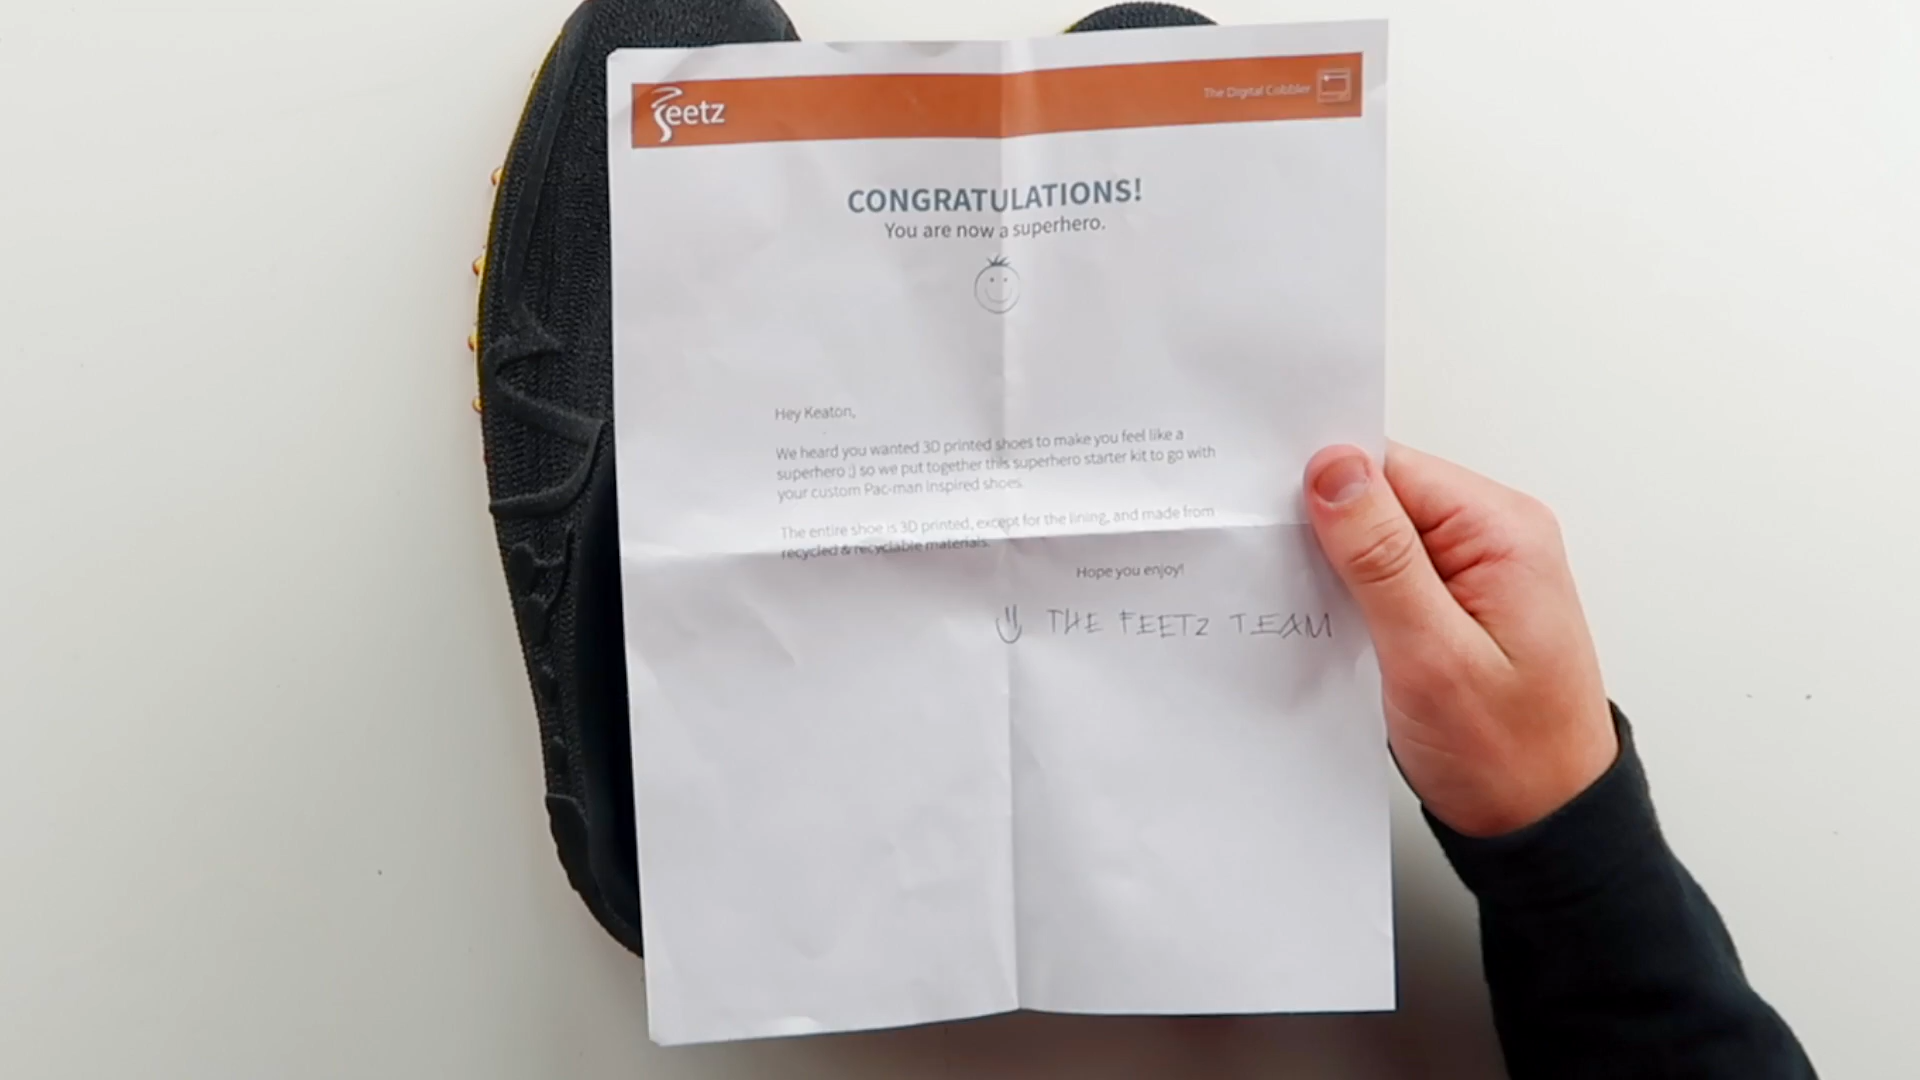 Feetz
The Digital Cobbler
CONGRATULATIONS!
You are now a superhero.
Hey Keaton,
We heard you wanted 3D printed shoes to make you feel like a
superhero ;) so we put together this superhero starter kit to go with
your custom Pac-man inspired shoes.
The entire shoe is 3D printed, except for the lining, and made from
recycled & recyclable materials.
Hope you enjoy!
THE FEETZ TEAM